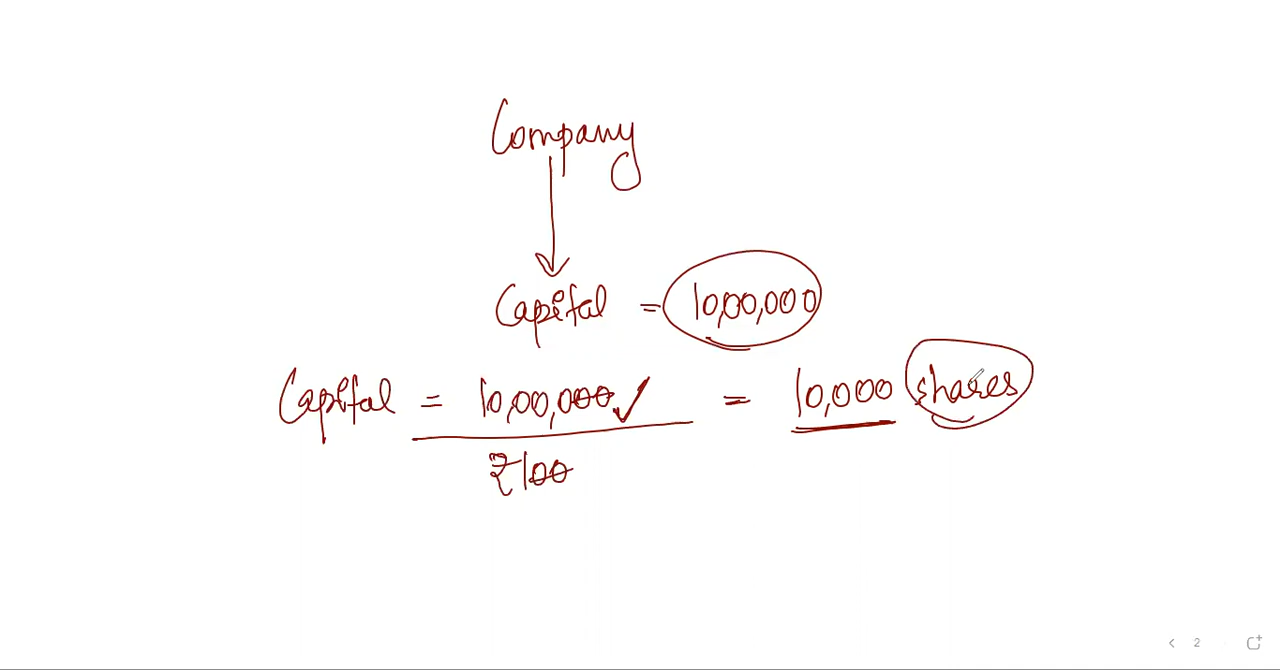 Company
Capital = 10,00,000
Capital = 10,00,000 ✓ = 10,000 shares
₹100
< 2